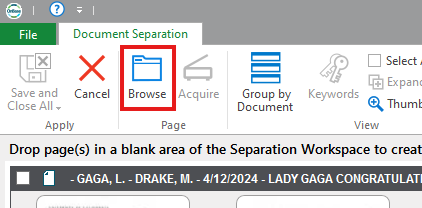 OnBase
?
File
Document Separation
Save and
Close All
Cancel
Browse
Acquire
Group by
Document
Keywords
Select A
Expand
Thumb
Apply
Page
View
Drop page(s) in a blank area of the Separation Workspace to creat
- GAGA, L. - DRAKE, M. - 4/12/2024 - LADY GAGA CONGRATULATI